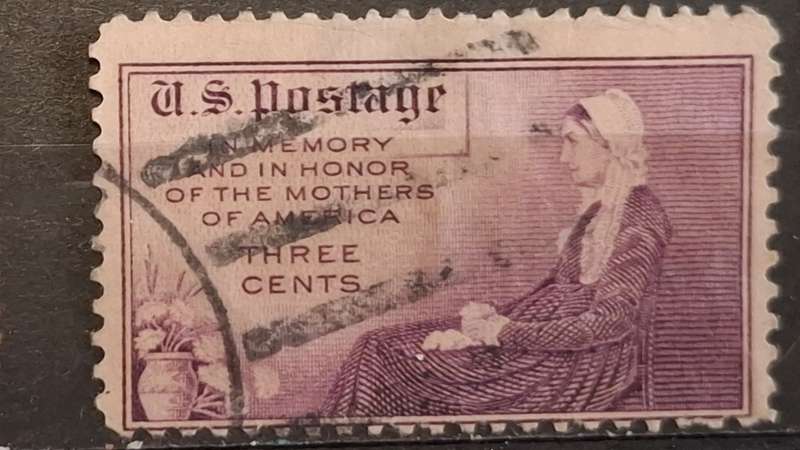 U.S. Postage
IN MEMORY
AND IN HONOR
OF THE MOTHERS
OF AMERICA
THREE
CENTS